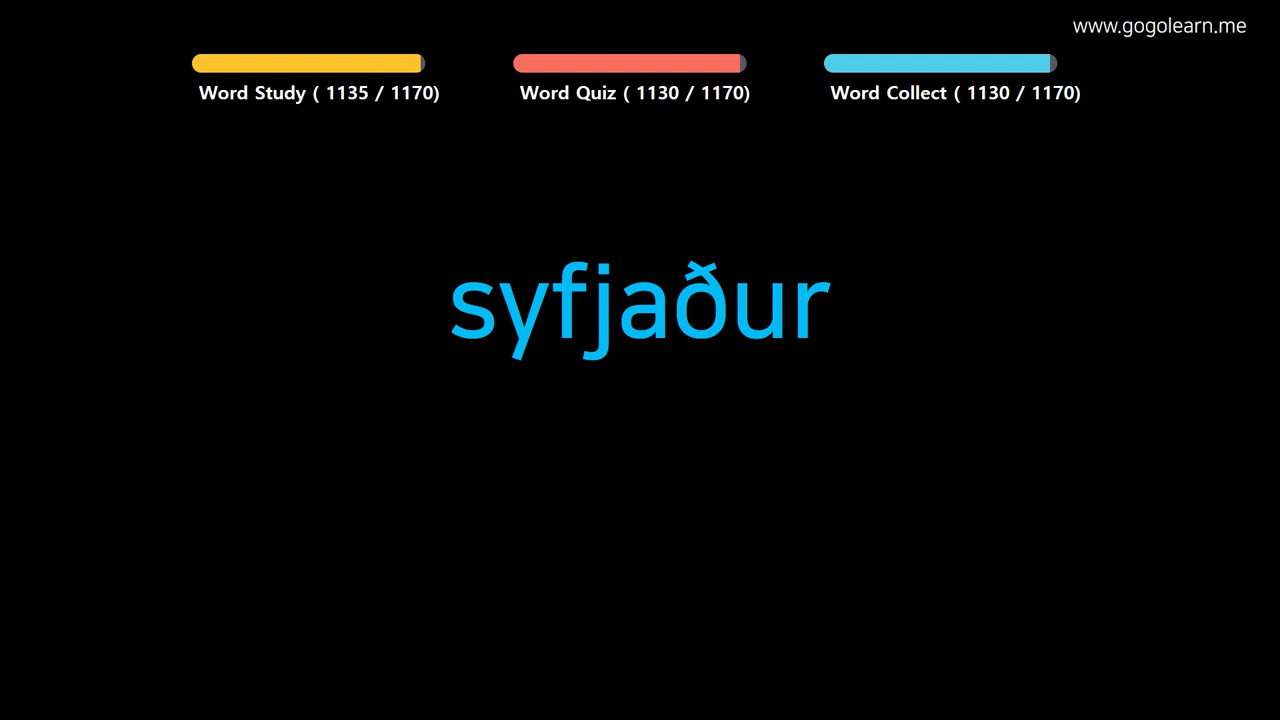 www.gogolearn.me
Word Study ( 1135 / 1170)
Word Quiz ( 1130 / 1170)
Word Collect ( 1130 / 1170)
syfjaður